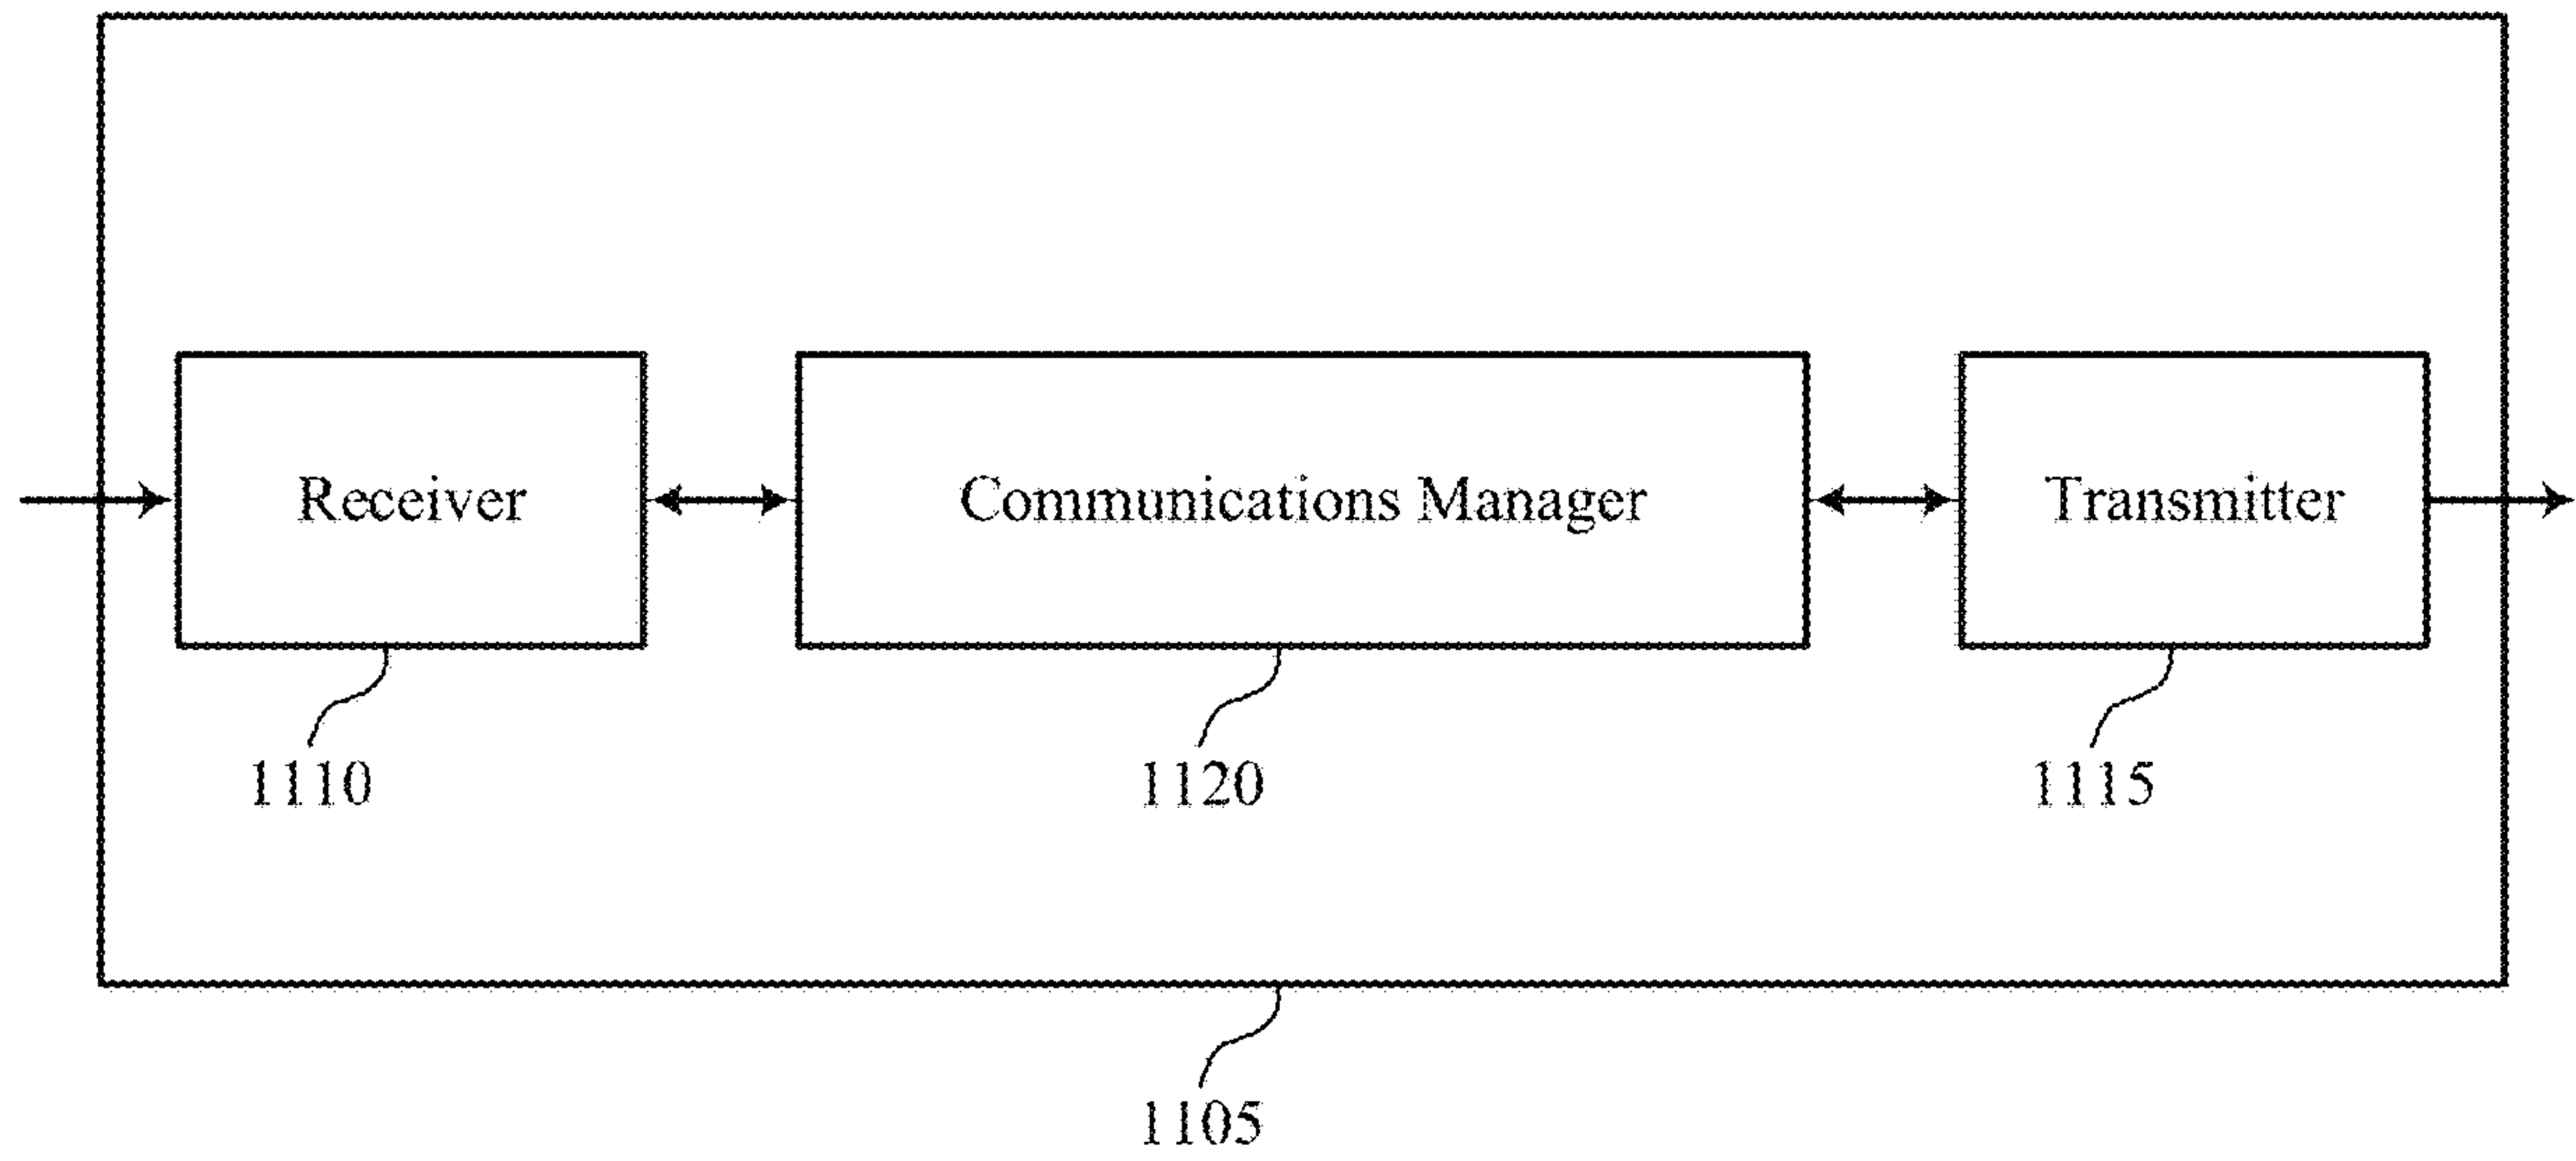 Receiver
Communications Manager
Transmitter
1110
1120
1115
1105